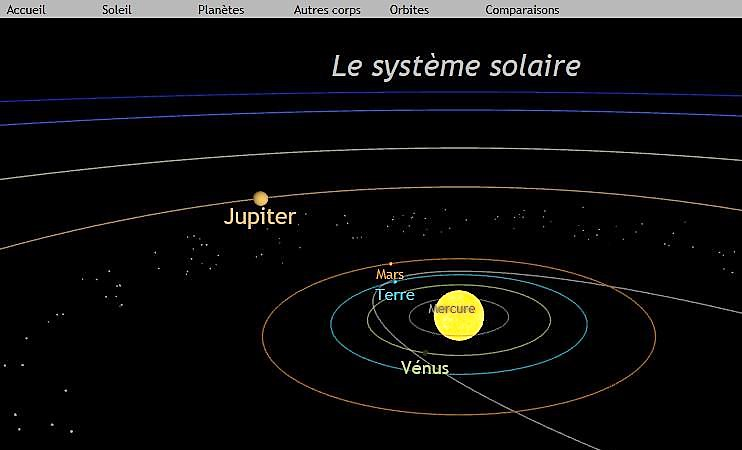 Accueil Soleil Planètes Autres corps Orbites Comparaisons
Le système solaire
Jupiter
Mars
Terre
Mercure
Vénus